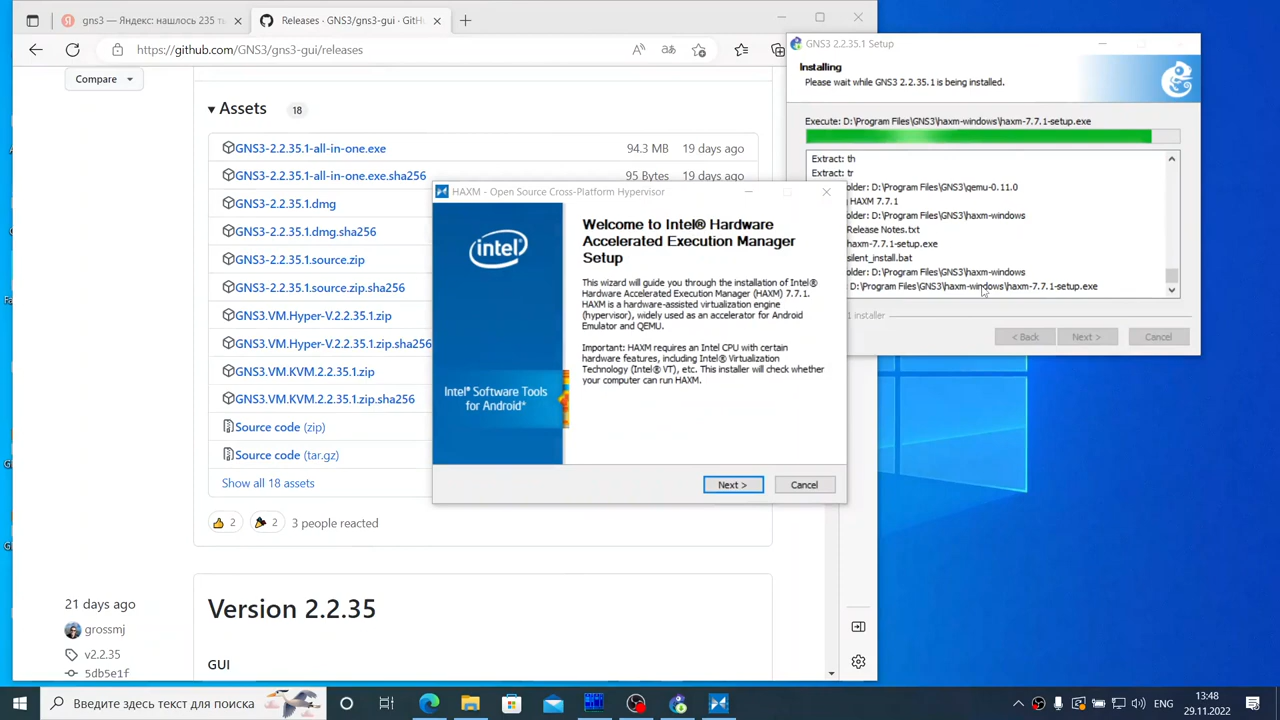 gns3 — Яндекс: нашлось 235 т
Releases · GNS3/gns3-gui · GitH
https://github.com/GNS3/gns3-gui/releases
Compare
Assets 18
GNS3-2.2.35.1-all-in-one.exe 94.3 MB 19 days ago
GNS3-2.2.35.1-all-in-one.exe.sha256 95 Bytes 19 days ago
GNS3-2.2.35.1.dmg
GNS3-2.2.35.1.dmg.sha256
GNS3-2.2.35.1.source.zip
GNS3-2.2.35.1.source.zip.sha256
GNS3.VM.Hyper-V.2.2.35.1.zip
GNS3.VM.Hyper-V.2.2.35.1.zip.sha256
GNS3.VM.KVM.2.2.35.1.zip
GNS3.VM.KVM.2.2.35.1.zip.sha256
Source code (zip)
Source code (tar.gz)
Show all 18 assets
2 2 3 people reacted
21 days ago
grossmj
v2.2.35
5db5e1f
Version 2.2.35
GUI
GNS3 2.2.35.1 Setup
Installing
Please wait while GNS3 2.2.35.1 is being installed.
Execute: D:\Program Files\GNS3\haxm-windows\haxm-7.7.1-setup.exe
Extract: th
Extract: tr
older: D:\Program Files\GNS3\qemu-0.11.0
HAXM 7.7.1
older: D:\Program Files\GNS3\haxm-windows
Release Notes.txt
haxm-7.7.1-setup.exe
silent_install.bat
older: D:\Program Files\GNS3\haxm-windows
D:\Program Files\GNS3\haxm-windows\haxm-7.7.1-setup.exe
1 installer
< Back Next > Cancel
HAXM - Open Source Cross-Platform Hypervisor
intel
Intel® Software Tools
for Android*
Welcome to Intel® Hardware
Accelerated Execution Manager
Setup
This wizard will guide you through the installation of Intel®
Hardware Accelerated Execution Manager (HAXM) 7.7.1.
HAXM is a hardware-assisted virtualization engine
(hypervisor), widely used as an accelerator for Android
Emulator and QEMU.
Important: HAXM requires an Intel CPU with certain
hardware features, including Intel® Virtualization
Technology (Intel® VT), etc. This installer will check whether
your computer can run HAXM.
Next > Cancel
Введите здесь текст для поиска
ENG
13:48
29.11.2022